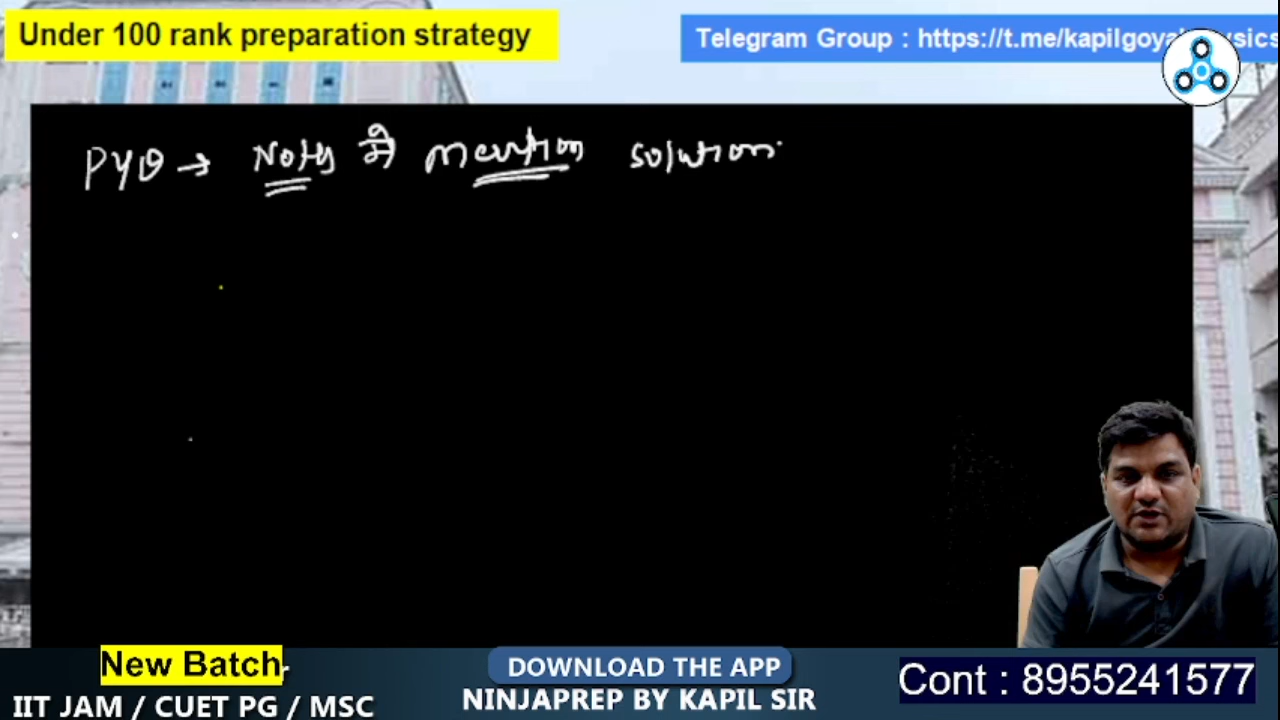 Under 100 rank preparation strategy
Telegram Group : https://t.me/kapilgoyalphysics
PYQ → Notes में mention solution
New Batch
IIT JAM / CUET PG / MSC
DOWNLOAD THE APP
NINJAPREP BY KAPIL SIR
Cont : 8955241577